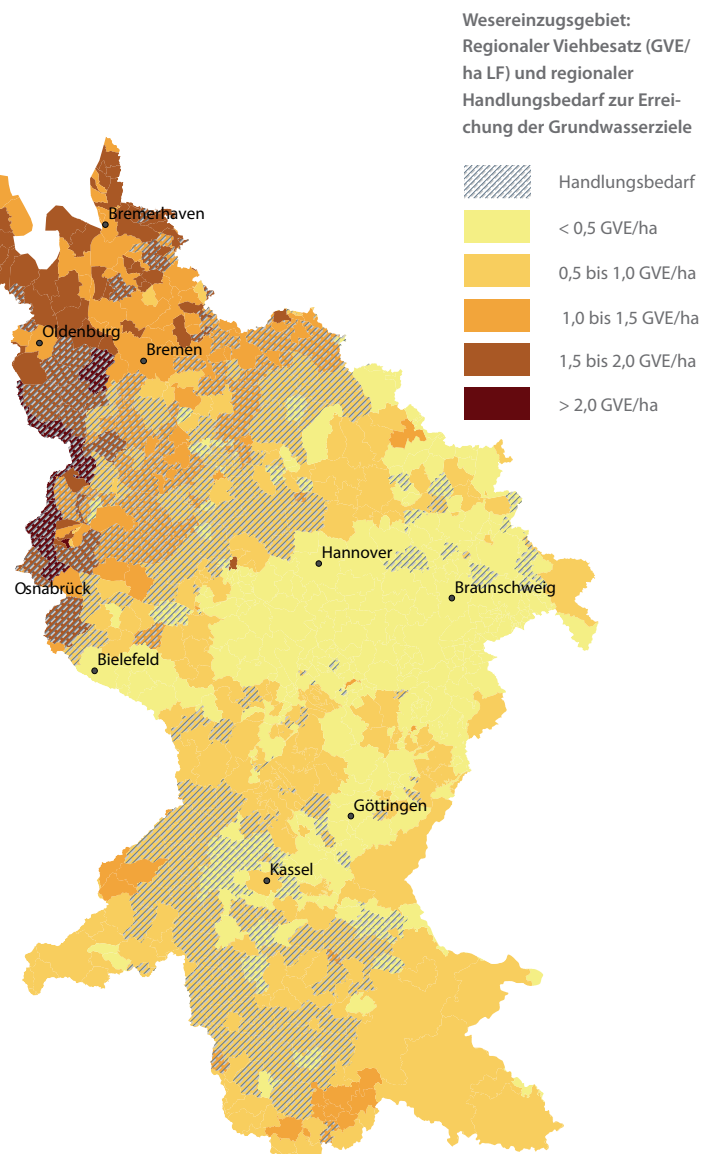 Wesereinzugsgebiet:
Regionaler Viehbesatz (GVE/
ha LF) und regionaler
Handlungsbedarf zur Errei-
chung der Grundwasserziele
Handlungsbedarf
< 0,5 GVE/ha
0,5 bis 1,0 GVE/ha
1,0 bis 1,5 GVE/ha
1,5 bis 2,0 GVE/ha
> 2,0 GVE/ha
Bremerhaven
Oldenburg
Bremen
Hannover
Osnabrück
Braunschweig
Bielefeld
Göttingen
Kassel